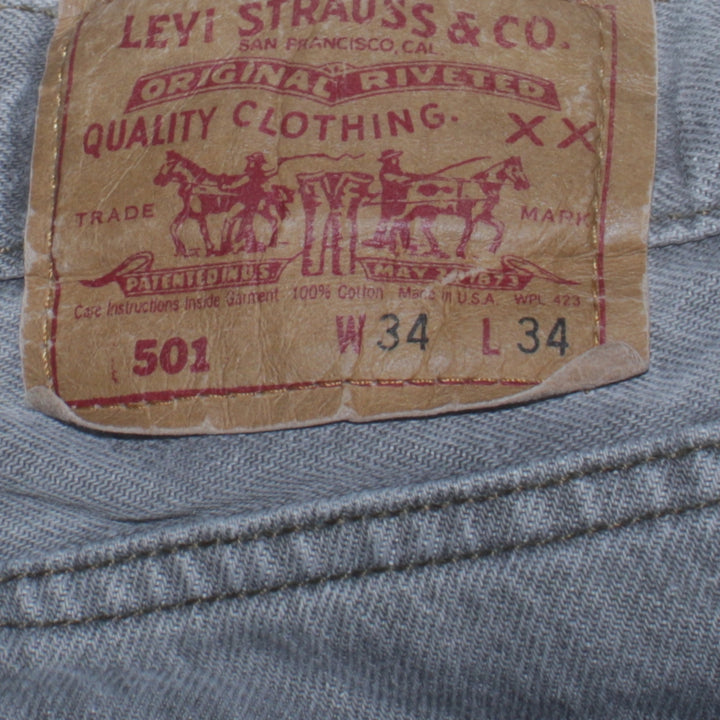 LEVI STRAUSS & CO.
SAN FRANCISCO, CAL
ORIGINAL RIVETED
QUALITY CLOTHING. XX
TRADE MARK
PATENTED IN U.S. MAY 20 1873
Care Instructions Inside Garment 100% Cotton Made in U.S.A. WPL 423
501 W 34 L 34